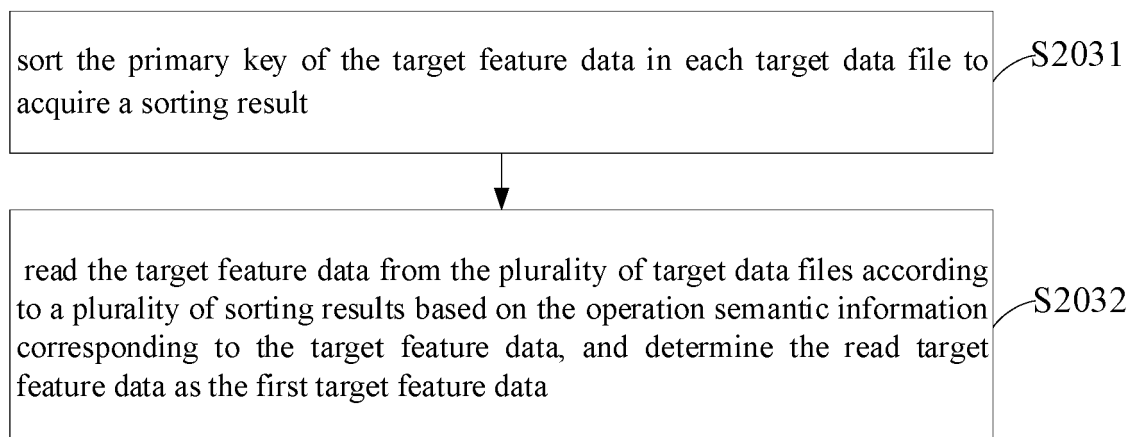 sort the primary key of the target feature data in each target data file to
acquire a sorting result
S2031
read the target feature data from the plurality of target data files according
to a plurality of sorting results based on the operation semantic information
corresponding to the target feature data, and determine the read target
feature data as the first target feature data
S2032